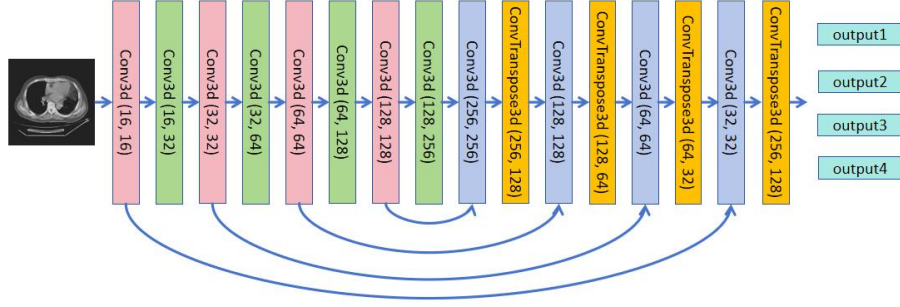 Conv3d (16, 16)
Conv3d (16, 32)
Conv3d (32, 32)
Conv3d (32, 64)
Conv3d (64, 64)
Conv3d (64, 128)
Conv3d (128, 128)
Conv3d (128, 256)
Conv3d (256, 256)
ConvTranspose3d (256, 128)
Conv3d (128, 128)
ConvTranspose3d (128, 64)
Conv3d (64, 64)
ConvTranspose3d (64, 32)
Conv3d (32, 32)
ConvTranspose3d (256, 128)
output1
output2
output3
output4